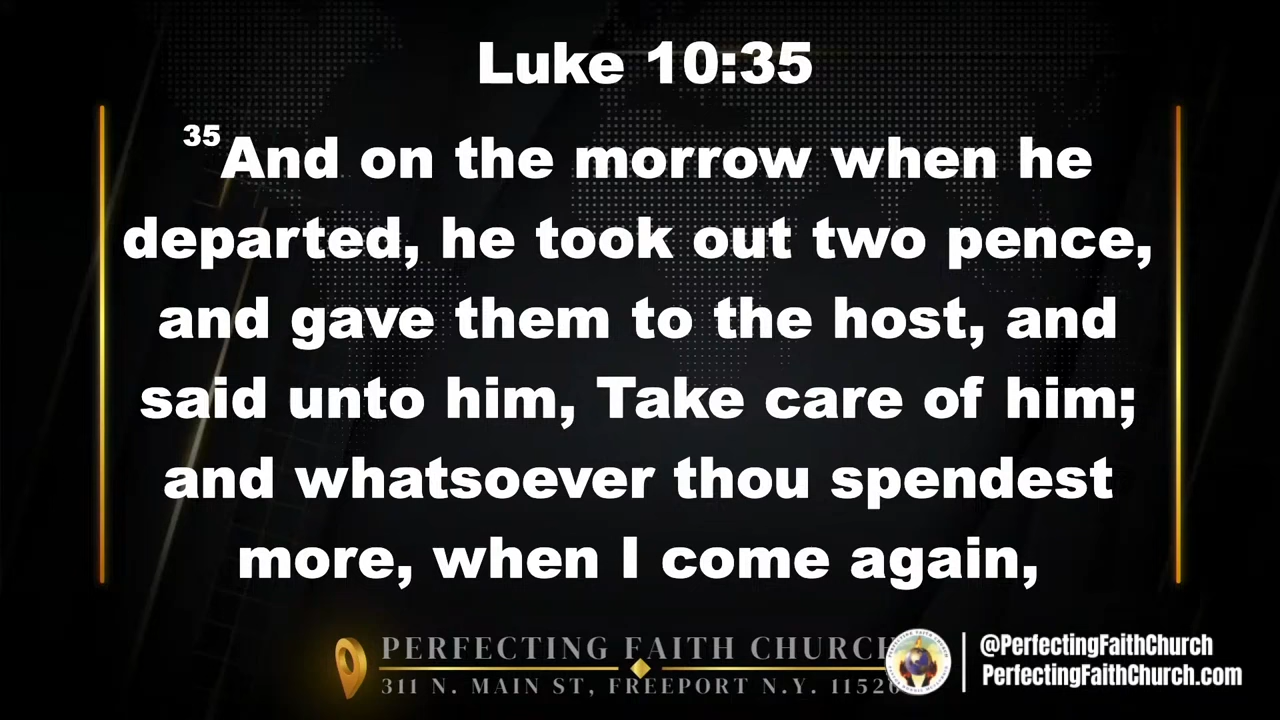 Luke 10:35
35 And on the morrow when he
departed, he took out two pence,
and gave them to the host, and
said unto him, Take care of him;
and whatsoever thou spendest
more, when I come again,
PERFECTING FAITH CHURCH
311 N. MAIN ST, FREEPORT N.Y. 11520
@PerfectingFaithChurch
PerfectingFaithChurch.com